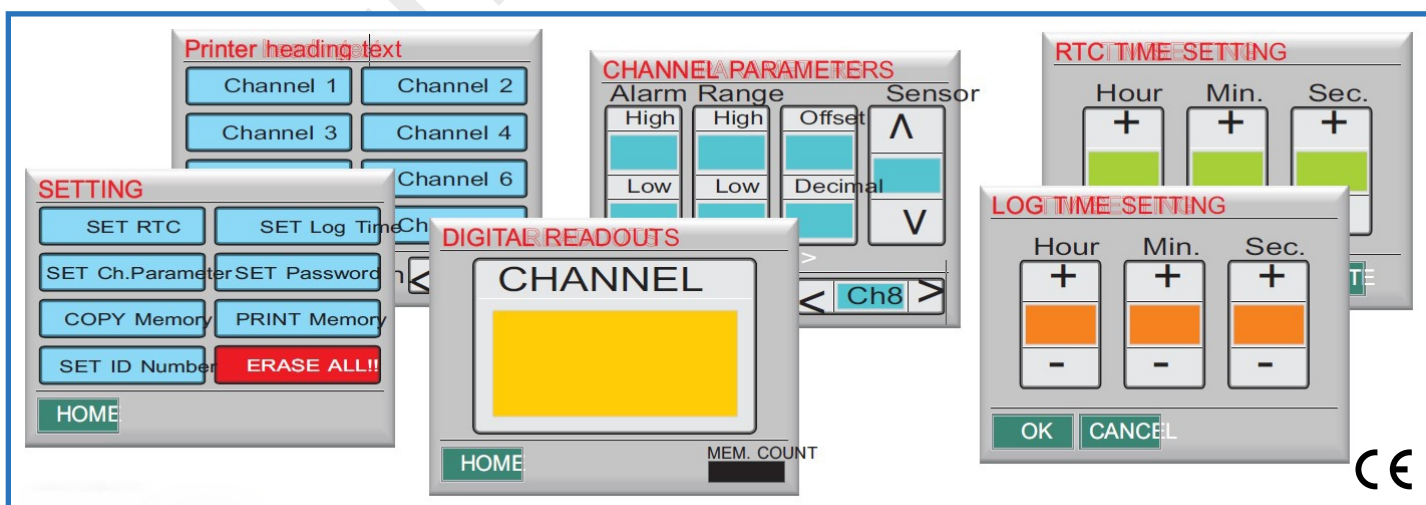 Printer heading text
Channel 1
Channel 2
Channel 3
Channel 4
Channel 6
SETTING
SET RTC
SET Log Time
SET Ch.Parameter
SET Password
COPY Memory
PRINT Memory
SET ID Number
ERASE ALL!!
HOME
DIGITAL READOUTS
CHANNEL
HOME
MEM. COUNT
CHANNEL PARAMETERS
Alarm Range Sensor
High High Offset Λ
Low Low Decimal V
>
< Ch8 >
RTC TIME SETTING
Hour Min. Sec.
+ + +
LOG TIME SETTING
Hour Min. Sec.
+ + +
- - -
OK CANCEL
CE